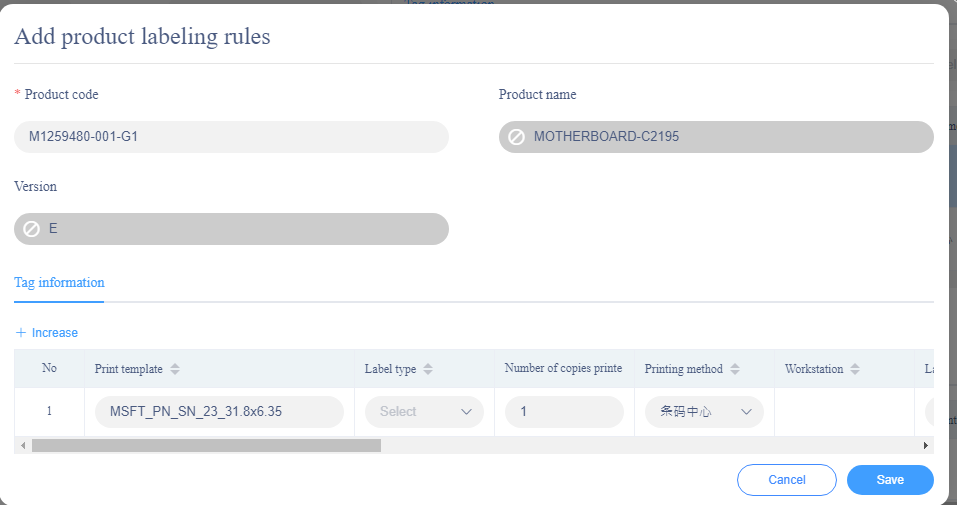 Tag information
Add product labeling rules
* Product code
Product name
M1259480-001-G1
MOTHERBOARD-C2195
Version
E
Tag information
+ Increase
No
Print template
Label type
Number of copies printe
Printing method
Workstation
1
MSFT_PN_SN_23_31.8x6.35
Select
1
条码中心
Cancel
Save